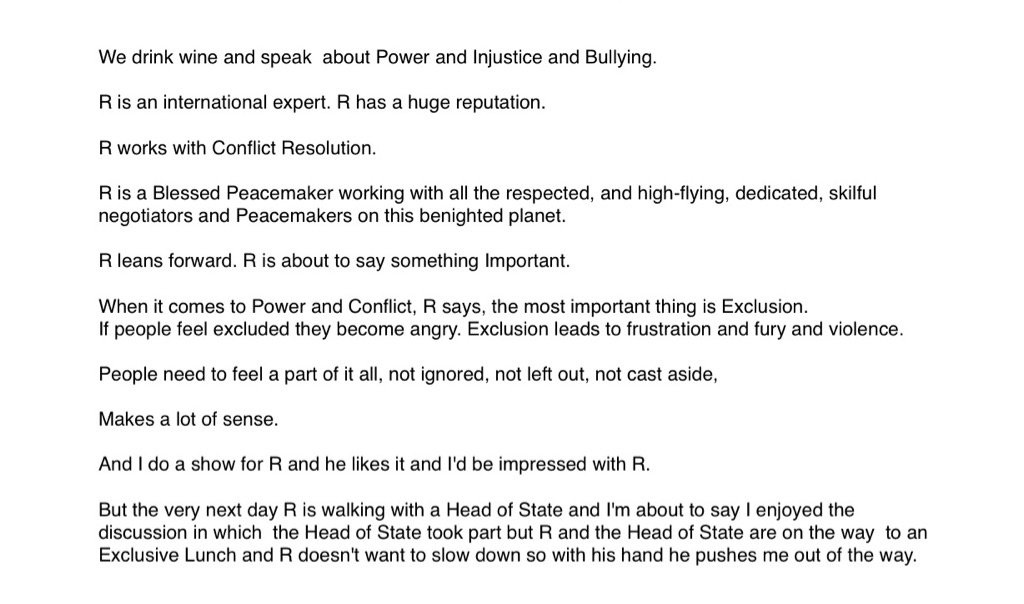 We drink wine and speak  about Power and Injustice and Bullying.
R is an international expert. R has a huge reputation.
R works with Conflict Resolution.
R is a Blessed Peacemaker working with all the respected, and high-flying, dedicated, skilful
negotiators and Peacemakers on this benighted planet.
R leans forward. R is about to say something Important.
When it comes to Power and Conflict, R says, the most important thing is Exclusion.
If people feel excluded they become angry. Exclusion leads to frustration and fury and violence.
People need to feel a part of it all, not ignored, not left out, not cast aside,
Makes a lot of sense.
And I do a show for R and he likes it and I'd be impressed with R.
But the very next day R is walking with a Head of State and I'm about to say I enjoyed the
discussion in which  the Head of State took part but R and the Head of State are on the way  to an
Exclusive Lunch and R doesn't want to slow down so with his hand he pushes me out of the way.